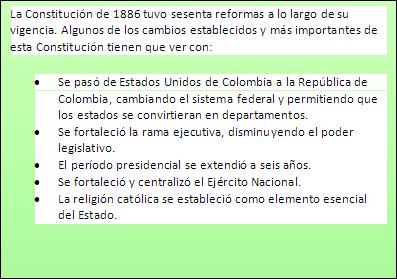 La Constitución de 1886 tuvo sesenta reformas a lo largo de su
vigencia. Algunos de los cambios establecidos y más importantes de
esta Constitución tienen que ver con:
• Se pasó de Estados Unidos de Colombia a la República de
Colombia, cambiando el sistema federal y permitiendo que
los estados se convirtieran en departamentos.
• Se fortaleció la rama ejecutiva, disminuyendo el poder
legislativo.
• El período presidencial se extendió a seis años.
• Se fortaleció y centralizó el Ejército Nacional.
• La religión católica se estableció como elemento esencial
del Estado.